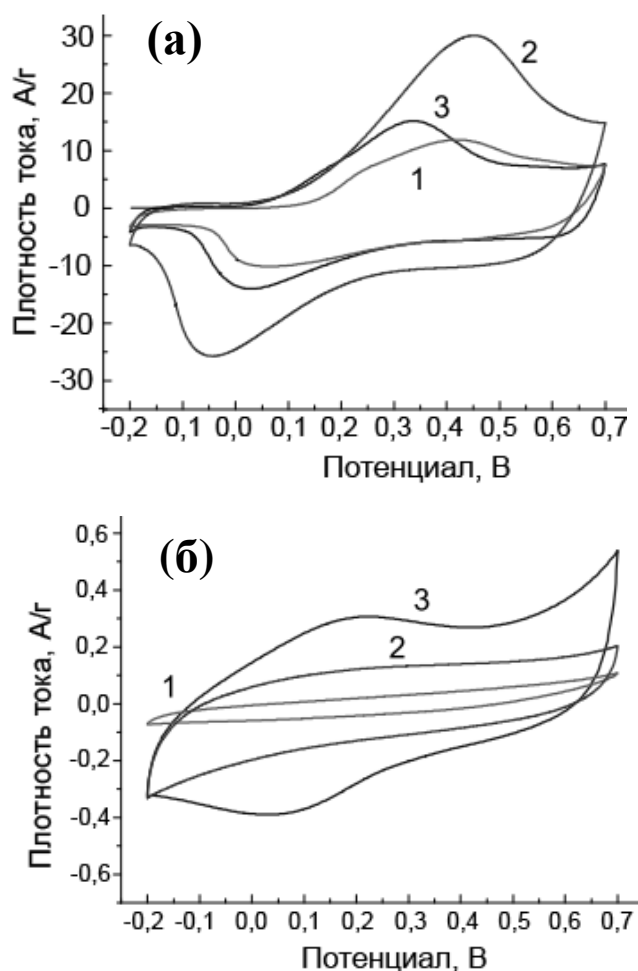 (а)
Плотность тока, А/г
30
20
10
0
-10
-20
-30
2
3
1
-0,2 0,1 0,0 0,1 0,2 0,3 0,4 0,5 0,6 0,7
Потенциал, В
(б)
Плотность тока, А/г
0,6
0,4
0,2
0,0
-0,2
-0,4
0,6
3
2
1
-0,2 -0,1 0,0 0,1 0,2 0,3 0,4 0,5 0,6 0,7
Потенциал, В